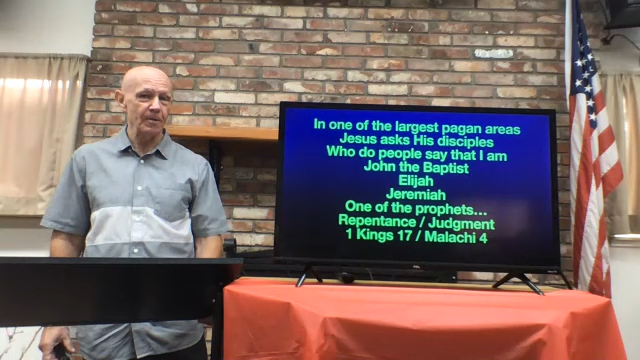 In one of the largest pagan areas
Jesus asks His disciples
Who do people say that I am
John the Baptist
Elijah
Jeremiah
One of the prophets...
Repentance / Judgment
1 Kings 17 / Malachi 4
TCL